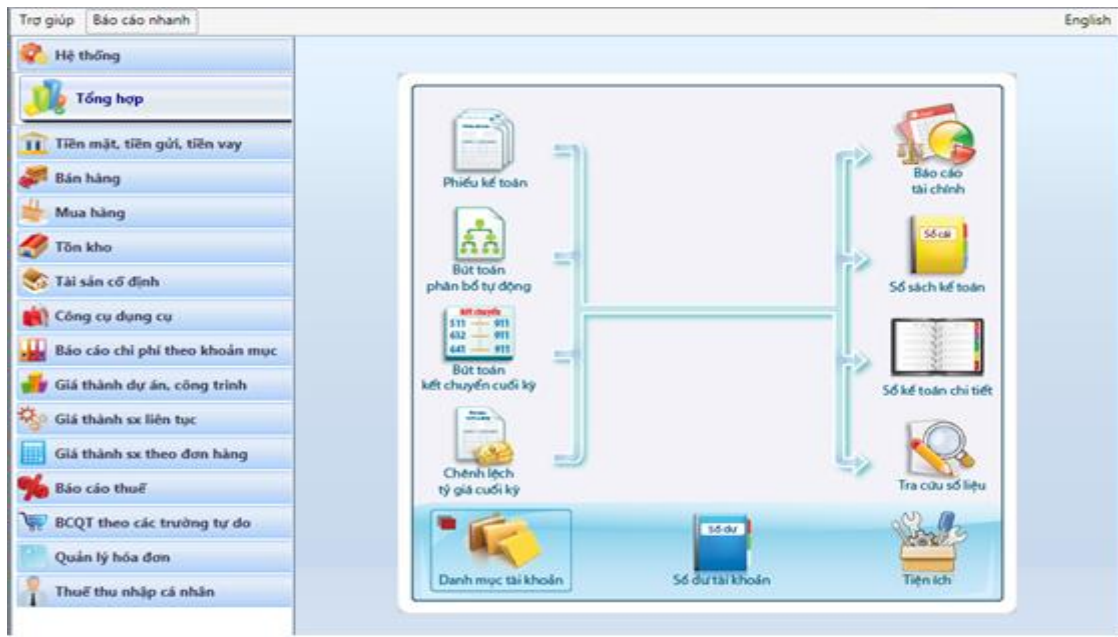 Trợ giúp Báo cáo nhanh English
Hệ thống
Tổng hợp
Tiền mặt, tiền gửi, tiền vay
Bán hàng
Mua hàng
Tồn kho
Tài sản cố định
Công cụ dụng cụ
Báo cáo chi phí theo khoản mục
Giá thành dự án, công trình
Giá thành sx liên tục
Giá thành sx theo đơn hàng
Báo cáo thuế
BCQT theo các trường tự do
Quản lý hóa đơn
Thuế thu nhập cá nhân
Phiếu kế toán
Bút toán
phân bổ tự động
Kết chuyển
511 911
632 911
641 911
Bút toán
kết chuyển cuối kỳ
Chênh lệch
tỷ giá cuối kỳ
Báo cáo
tài chính
Sổ cái
Sổ sách kế toán
Sổ kế toán chi tiết
Tra cứu số liệu
Danh mục tài khoản
Số dư
Số dư tài khoản
Tiện ích